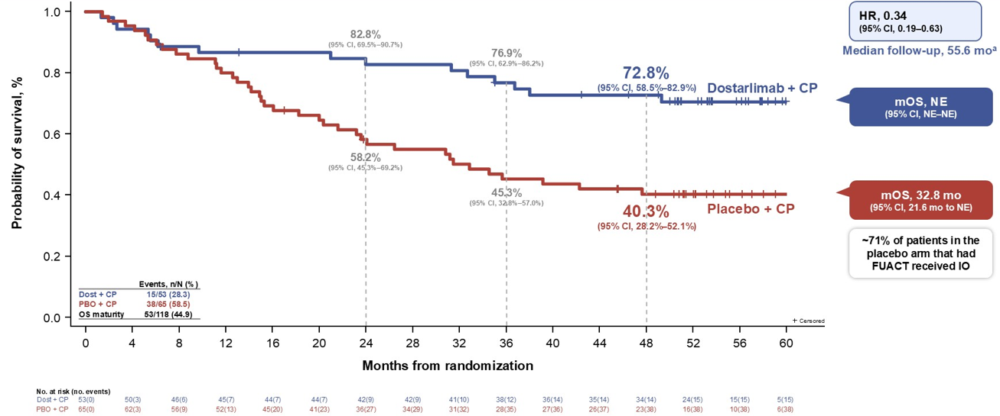 HR, 0.34
(95% CI, 0.19–0.63)
Median follow-up, 55.6 moᵃ
Probability of survival, %
1.0
0.8
0.6
0.4
0.2
0.0
82.8%
(95% CI, 69.5%–90.7%)
76.9%
(95% CI, 62.9%–86.2%)
72.8%
(95% CI, 58.5%–82.9%)
Dostarlimab + CP
mOS, NE
(95% CI, NE–NE)
58.2%
(95% CI, 45.3%–69.2%)
45.3%
(95% CI, 32.8%–57.0%)
40.3%
(95% CI, 28.2%–52.1%)
Placebo + CP
mOS, 32.8 mo
(95% CI, 21.6 mo to NE)
~71% of patients in the
placebo arm that had
FUACT received IO
Events, n/N (%)
Dost + CP 15/53 (28.3)
PBO + CP 38/65 (58.5)
OS maturity 53/118 (44.9)
+ Censored
0 4 8 12 16 20 24 28 32 36 40 44 48 52 56 60
Months from randomization
No. at risk (no. events)
Dost + CP 53(0) 50(3) 46(6) 45(7) 44(7) 44(7) 42(9) 42(9) 41(10) 38(12) 36(14) 35(14) 34(14) 24(15) 15(15) 5(15)
PBO + CP 65(0) 62(3) 56(9) 52(13) 45(20) 41(23) 36(27) 34(29) 31(32) 28(35) 27(36) 26(37) 23(38) 16(38) 10(38) 6(38)